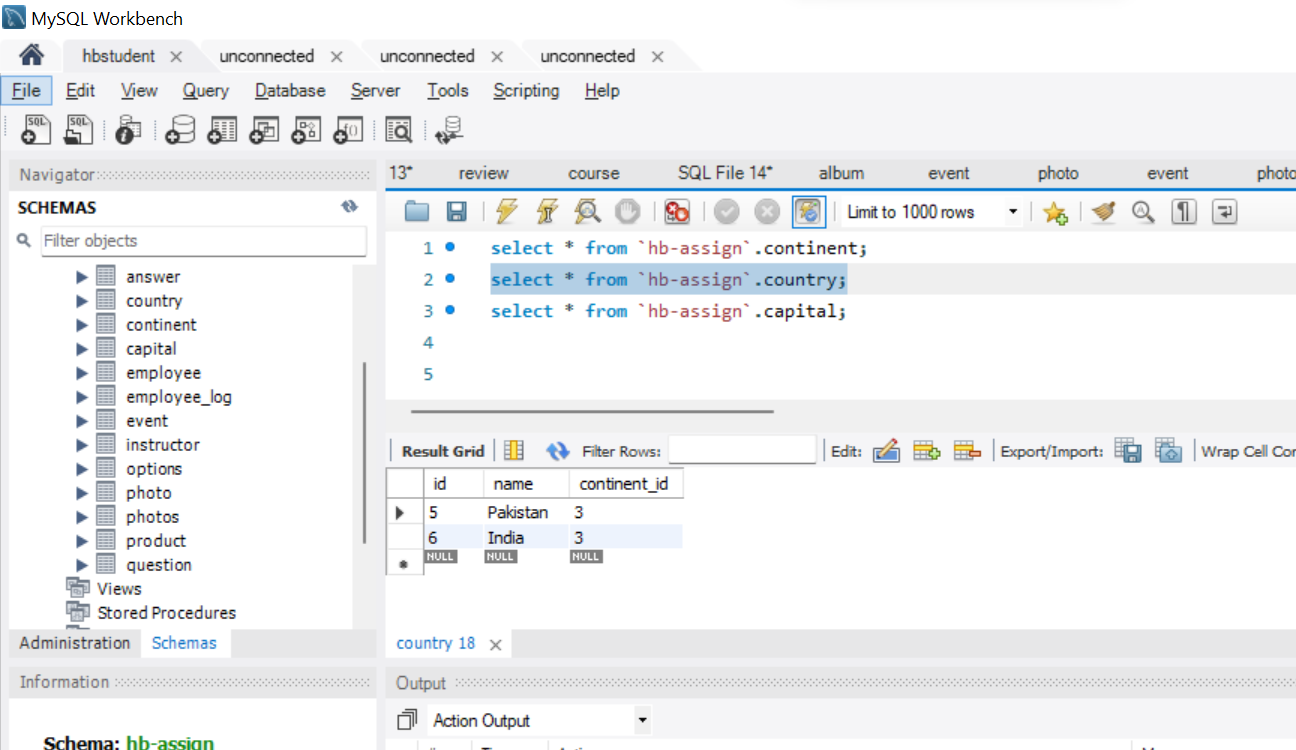 MySQL Workbench
hbstudent unconnected unconnected unconnected
File Edit View Query Database Server Tools Scripting Help
SQL SQL
Navigator
SCHEMAS
Filter objects
answer
country
continent
capital
employee
employee_log
event
instructor
options
photo
photos
product
question
Views
Stored Procedures
Administration Schemas
Information
Schema: hb-assign
13* review course SQL File 14* album event photo event photo
Limit to 1000 rows
1 select * from `hb-assign`.continent;
2 select * from `hb-assign`.country;
3 select * from `hb-assign`.capital;
4
5
Result Grid Filter Rows: Edit: Export/Import: Wrap Cell Con
id name continent_id
5 Pakistan 3
6 India 3
NULL NULL NULL
country 18
Output
Action Output